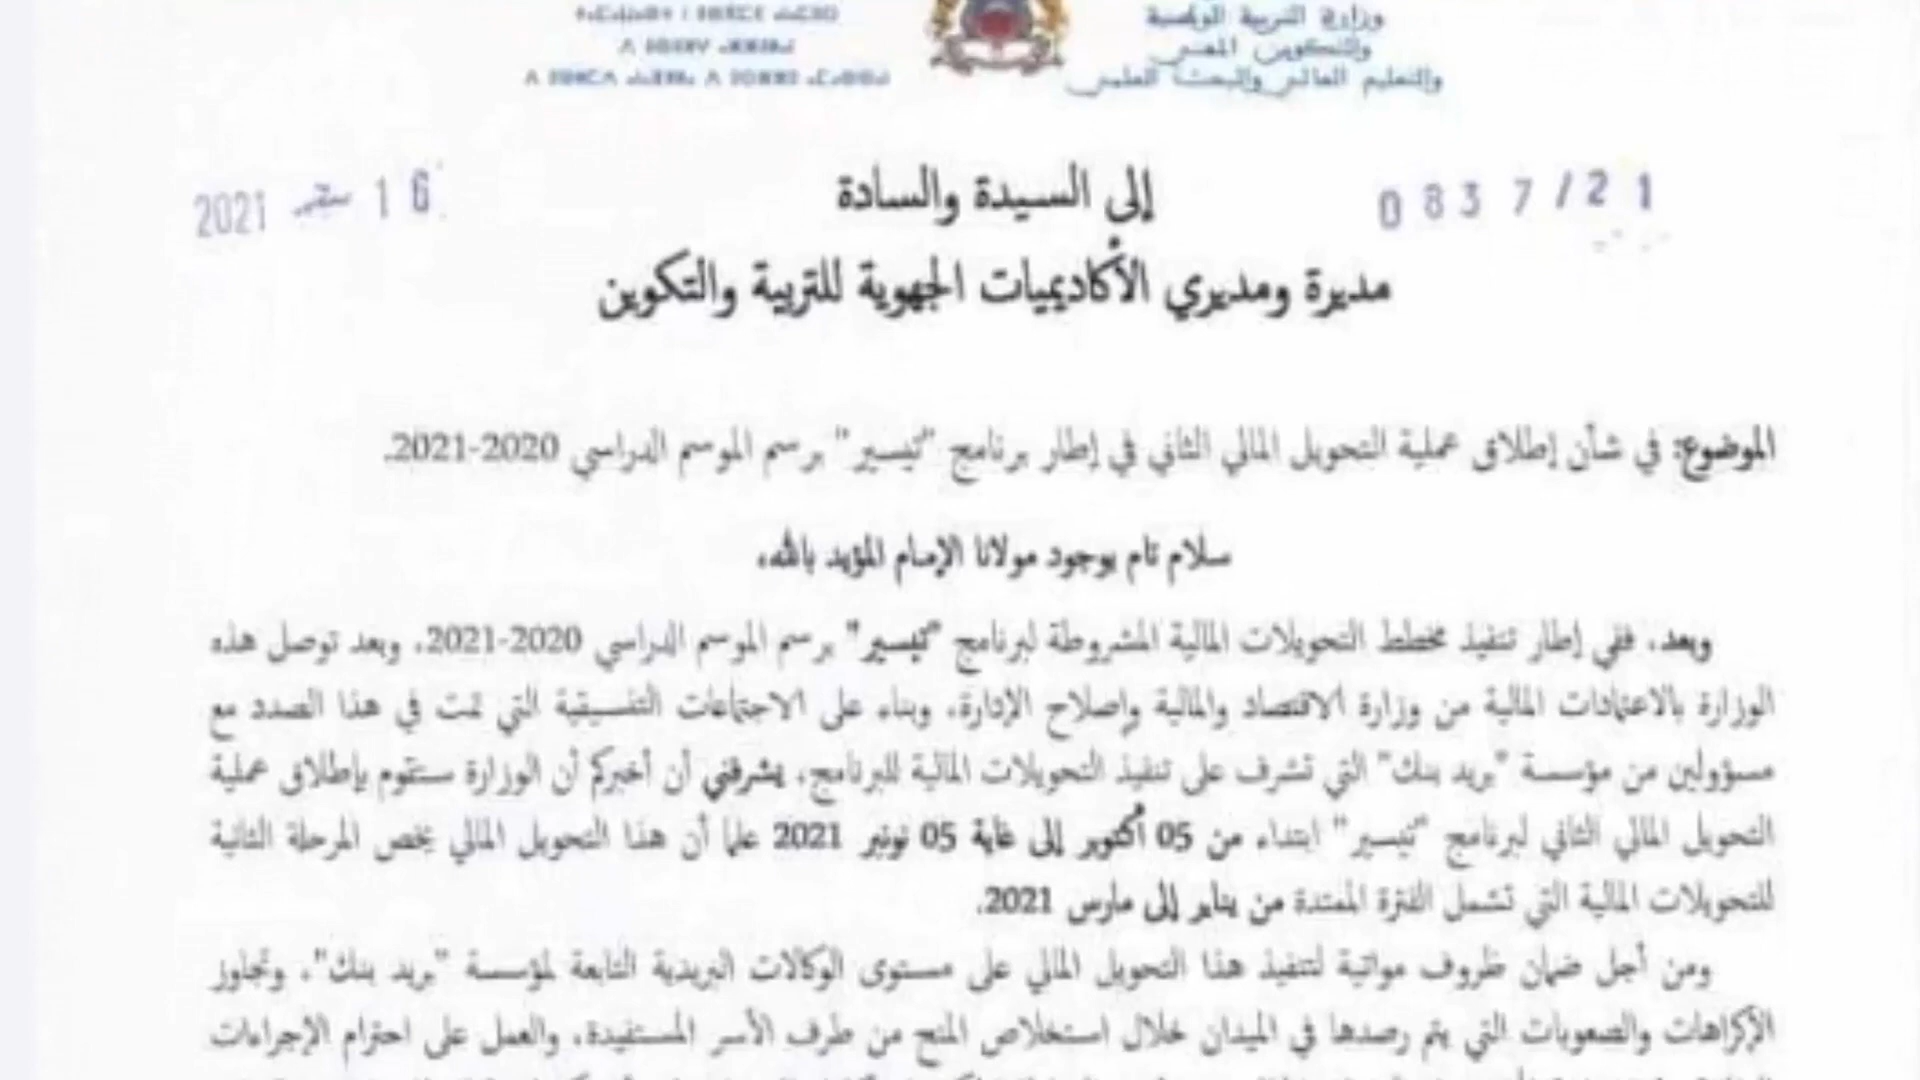 وزارة التربية الوطنية
والتكوين المهني
والتعليم العالي والبحث العلمي
0837/21
16 سبتمبر 2021
إلى السيدة والسادة
مديرة ومديري الأكاديميات الجهوية للتربية والتكوين
الموضوع: في شأن إطلاق عملية التحويل المالي الثاني في إطار برنامج "تيسير" برسم الموسم الدراسي 2020-2021.
سلام تام بوجود مولانا الإمام المؤيد بالله،
وبعد، ففي إطار تنفيذ مخطط التحويلات المالية المشروطة لبرنامج "تيسير" برسم الموسم الدراسي 2020-2021، وبعد توصل هذه
الوزارة بالاعتمادات المالية من وزارة الاقتصاد والمالية وإصلاح الإدارة، وبناء على الاجتماعات التنسيقية التي تمت في هذا الصدد مع
مسؤولين من مؤسسة "بريد بنك" التي تشرف على تنفيذ التحويلات المالية للبرنامج، يشرفني أن أخبركم أن الوزارة ستقوم بإطلاق عملية
التحويل المالي الثاني لبرنامج "تيسير" ابتداء من 05 أكتوبر إلى غاية 05 نونبر 2021 علما أن هذا التحويل المالي يخص المرحلة الثانية
للتحويلات المالية التي تشمل الفترة الممتدة من يناير إلى مارس 2021.
ومن أجل ضمان ظروف مواتية لتنفيذ هذا التحويل المالي على مستوى الوكالات البريدية التابعة لمؤسسة "بريد بنك"، وتجاوز
الإكراهات والصعوبات التي يتم رصدها في الميدان خلال استخلاص المنح من طرف الأسر المستفيدة، والعمل على احترام الإجراءات